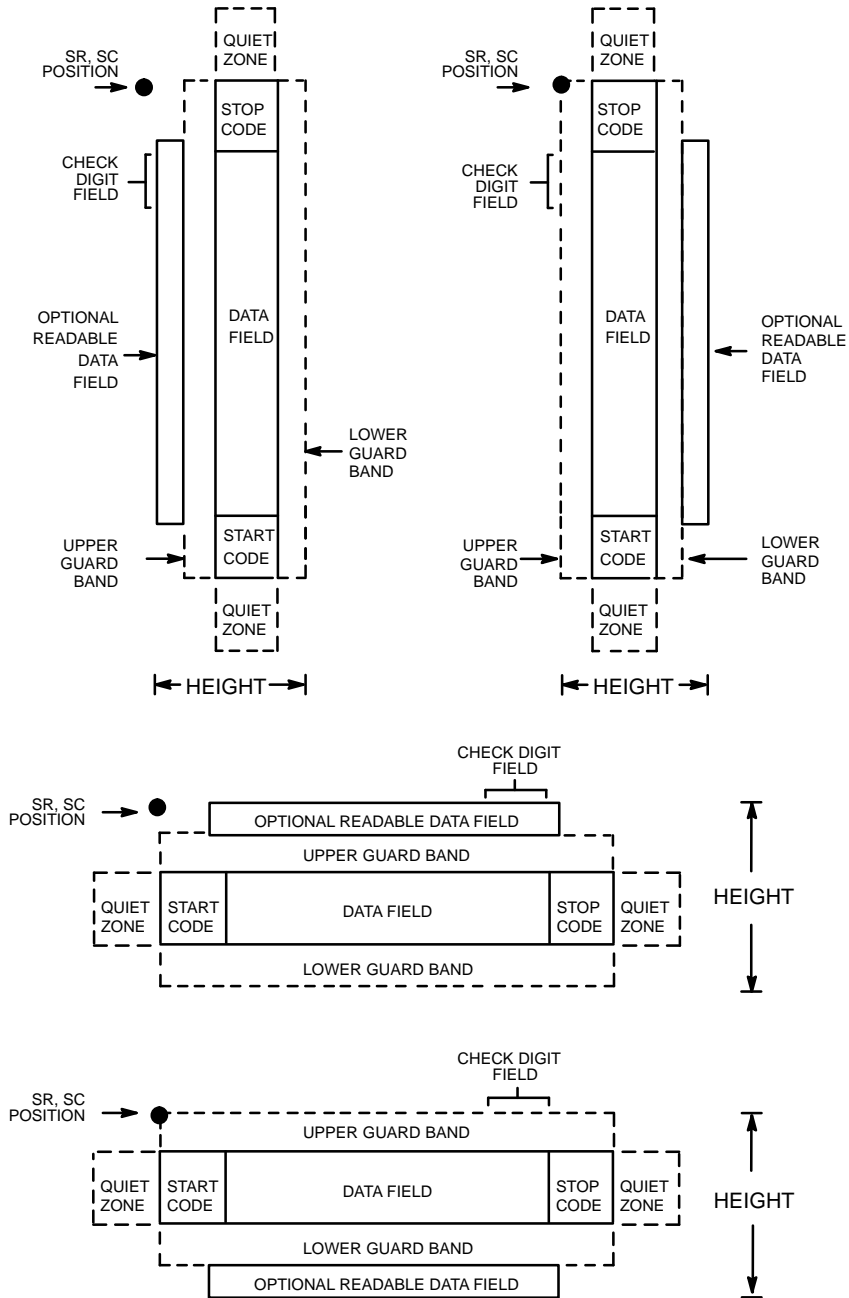 QUIET
ZONE
SR, SC
POSITION
STOP
CODE
CHECK
DIGIT
FIELD
OPTIONAL
READABLE
DATA
FIELD
DATA
FIELD
LOWER
GUARD
BAND
UPPER
GUARD
BAND
START
CODE
QUIET
ZONE
HEIGHT
QUIET
ZONE
SR, SC
POSITION
STOP
CODE
CHECK
DIGIT
FIELD
DATA
FIELD
OPTIONAL
READABLE
DATA
FIELD
UPPER
GUARD
BAND
START
CODE
LOWER
GUARD
BAND
QUIET
ZONE
HEIGHT
CHECK DIGIT
FIELD
SR, SC
POSITION
OPTIONAL READABLE DATA FIELD
UPPER GUARD BAND
QUIET
ZONE
START
CODE
DATA FIELD
STOP
CODE
QUIET
ZONE
LOWER GUARD BAND
HEIGHT
CHECK DIGIT
FIELD
SR, SC
POSITION
UPPER GUARD BAND
QUIET
ZONE
START
CODE
DATA FIELD
STOP
CODE
QUIET
ZONE
LOWER GUARD BAND
OPTIONAL READABLE DATA FIELD
HEIGHT